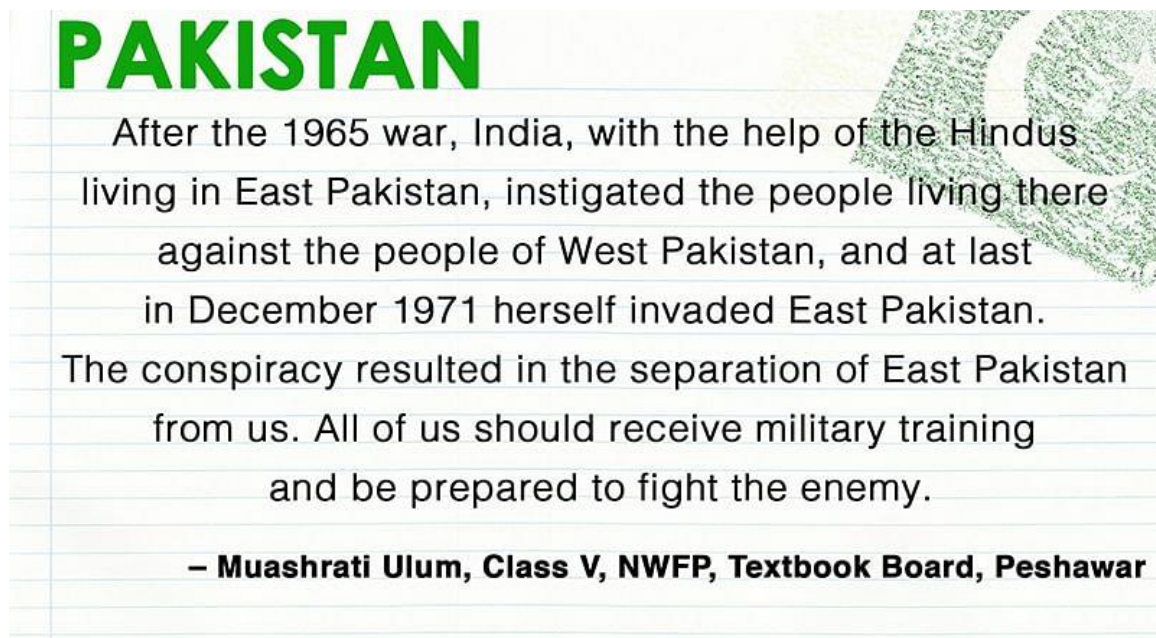 PAKISTAN
After the 1965 war, India, with the help of the Hindus
living in East Pakistan, instigated the people living there
against the people of West Pakistan, and at last
in December 1971 herself invaded East Pakistan.
The conspiracy resulted in the separation of East Pakistan
from us. All of us should receive military training
and be prepared to fight the enemy.
– Muashrati Ulum, Class V, NWFP, Textbook Board, Peshawar